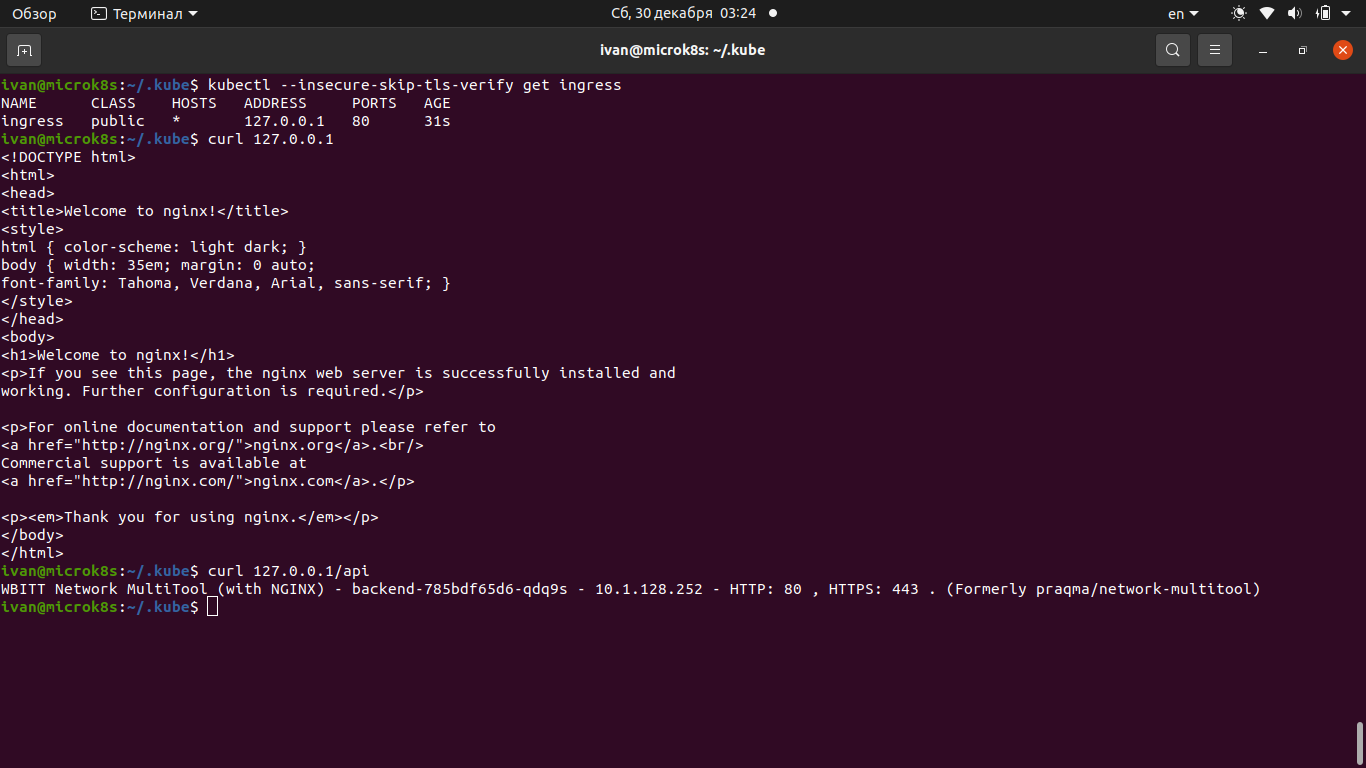 Обзор Терминал Сб, 30 декабря 03:24 en
ivan@microk8s: ~/.kube
ivan@microk8s:~/.kube$ kubectl --insecure-skip-tls-verify get ingress
NAME CLASS HOSTS ADDRESS PORTS AGE
ingress public * 127.0.0.1 80 31s
ivan@microk8s:~/.kube$ curl 127.0.0.1
<!DOCTYPE html>
<html>
<head>
<title>Welcome to nginx!</title>
<style>
html { color-scheme: light dark; }
body { width: 35em; margin: 0 auto;
font-family: Tahoma, Verdana, Arial, sans-serif; }
</style>
</head>
<body>
<h1>Welcome to nginx!</h1>
<p>If you see this page, the nginx web server is successfully installed and
working. Further configuration is required.</p>

<p>For online documentation and support please refer to
<a href="http://nginx.org/">nginx.org</a>.<br/>
Commercial support is available at
<a href="http://nginx.com/">nginx.com</a>.</p>

<p><em>Thank you for using nginx.</em></p>
</body>
</html>
ivan@microk8s:~/.kube$ curl 127.0.0.1/api
WBITT Network MultiTool (with NGINX) - backend-785bdf65d6-qdq9s - 10.1.128.252 - HTTP: 80 , HTTPS: 443 . (Formerly praqma/network-multitool)
ivan@microk8s:~/.kube$